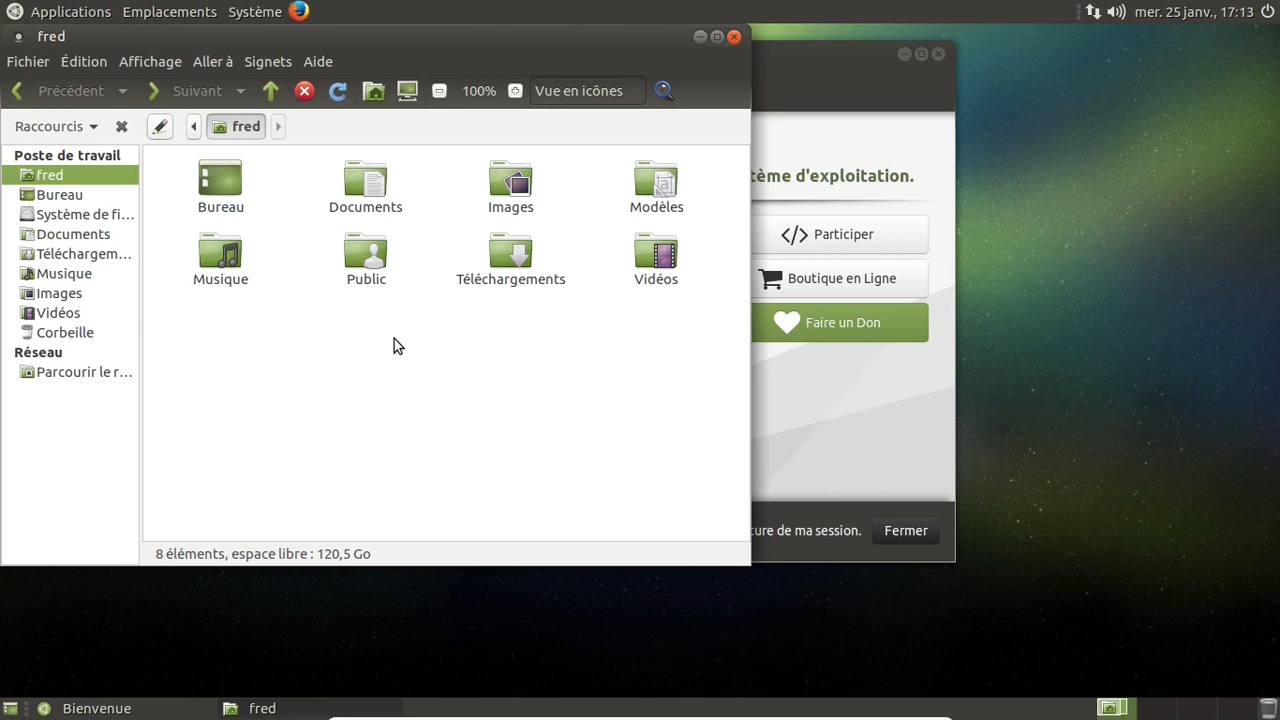 Applications Emplacements Système mer. 25 janv., 17:13
fred
Fichier Édition Affichage Aller à Signets Aide
Précédent Suivant 100% Vue en icônes
Raccourcis fred
Poste de travail
fred
Bureau
Système de fi...
Documents
Téléchargem...
Musique
Images
Vidéos
Corbeille
Réseau
Parcourir le r...
Bureau Documents Images Modèles
Musique Public Téléchargements Vidéos
8 éléments, espace libre : 120,5 Go
tème d'exploitation.
Participer
Boutique en Ligne
Faire un Don
ture de ma session. Fermer
Bienvenue fred